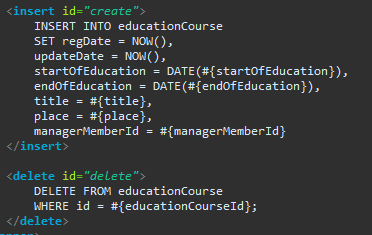 <insert id="create">
INSERT INTO educationCourse
SET regDate = NOW(),
updateDate = NOW(),
startOfEducation = DATE(#{startOfEducation}),
endOfEducation = DATE(#{endOfEducation}),
title = #{title},
place = #{place},
managerMemberId = #{managerMemberId}
</insert>
<delete id="delete">
DELETE FROM educationCourse
WHERE id = #{educationCourseId};
</delete>